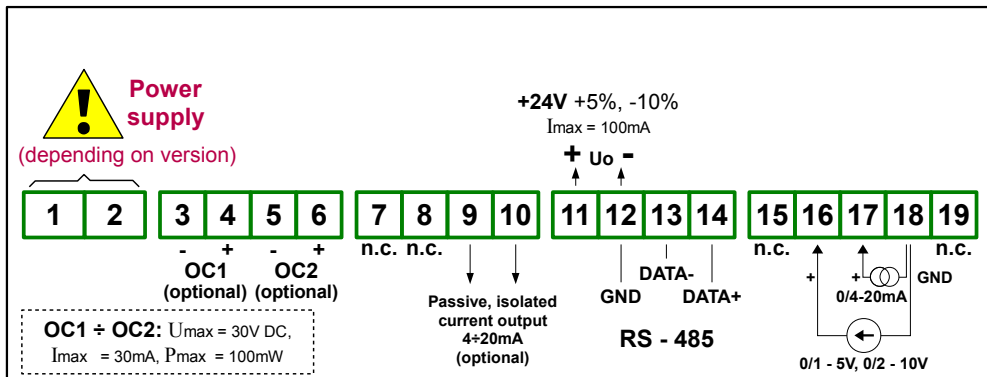 Power
supply
(depending on version)
+24V +5%, -10%
Imax = 100mA
+ Uo -
1 2 3 4 5 6 7 8 9 10 11 12 13 14 15 16 17 18 19
- + - +
OC1 OC2
(optional) (optional)
n.c. n.c.
Passive, isolated
current output
4÷20mA
(optional)
DATA-
GND DATA+
RS - 485
n.c. n.c.
+ + GND
0/4-20mA
0/1 - 5V, 0/2 - 10V
OC1 ÷ OC2: Umax = 30V DC,
Imax = 30mA, Pmax = 100mW